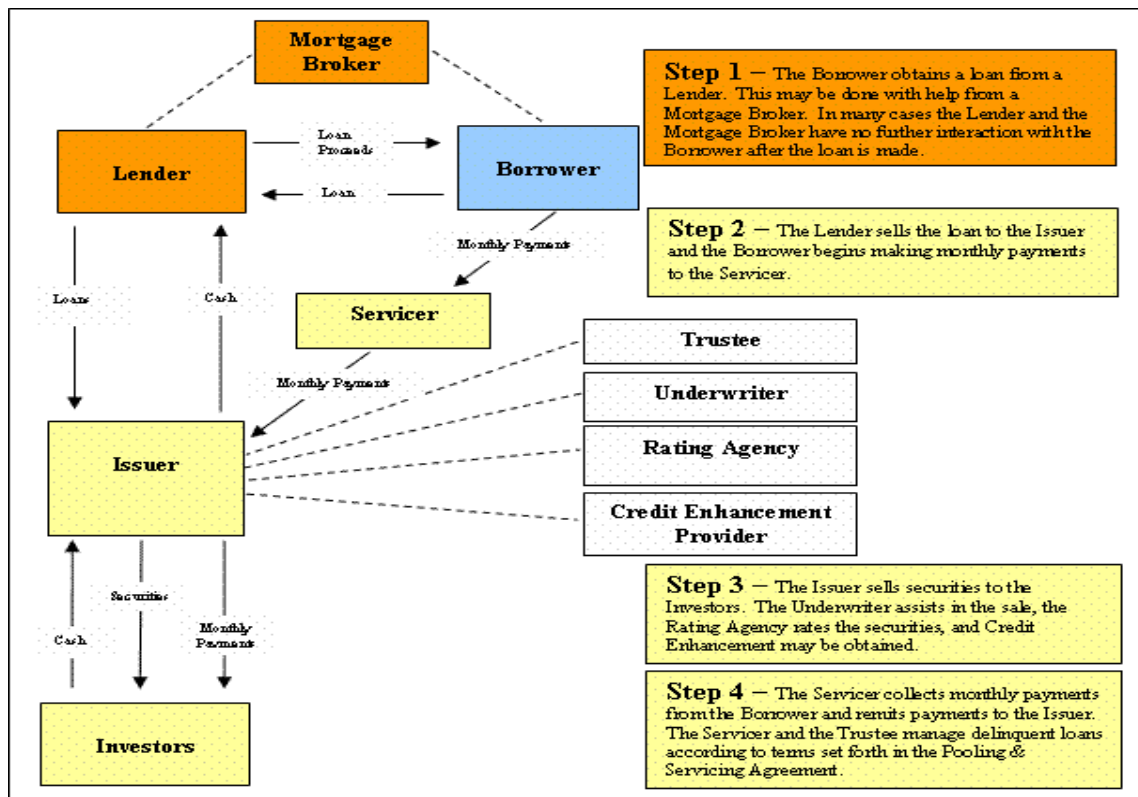 Mortgage
Broker
Step 1 – The Borrower obtains a loan from a
Lender. This may be done with help from a
Mortgage Broker. In many cases the Lender and the
Mortgage Broker have no further interaction with the
Borrower after the loan is made.
Loan
Proceeds
Lender
Borrower
Loan
Step 2 – The Lender sells the loan to the Issuer
and the Borrower begins making monthly payments
to the Servicer.
Monthly Payments
Loans
Cash
Servicer
Trustee
Monthly Payments
Underwriter
Issuer
Rating Agency
Credit Enhancement
Provider
Securities
Cash
Monthly
Payments
Step 3 – The Issuer sells securities to the
Investors. The Underwriter assists in the sale, the
Rating Agency rates the securities, and Credit
Enhancement may be obtained.
Investors
Step 4 – The Servicer collects monthly payments
from the Borrower and remits payments to the Issuer.
The Servicer and the Trustee manage delinquent loans
according to terms set forth in the Pooling &
Servicing Agreement.